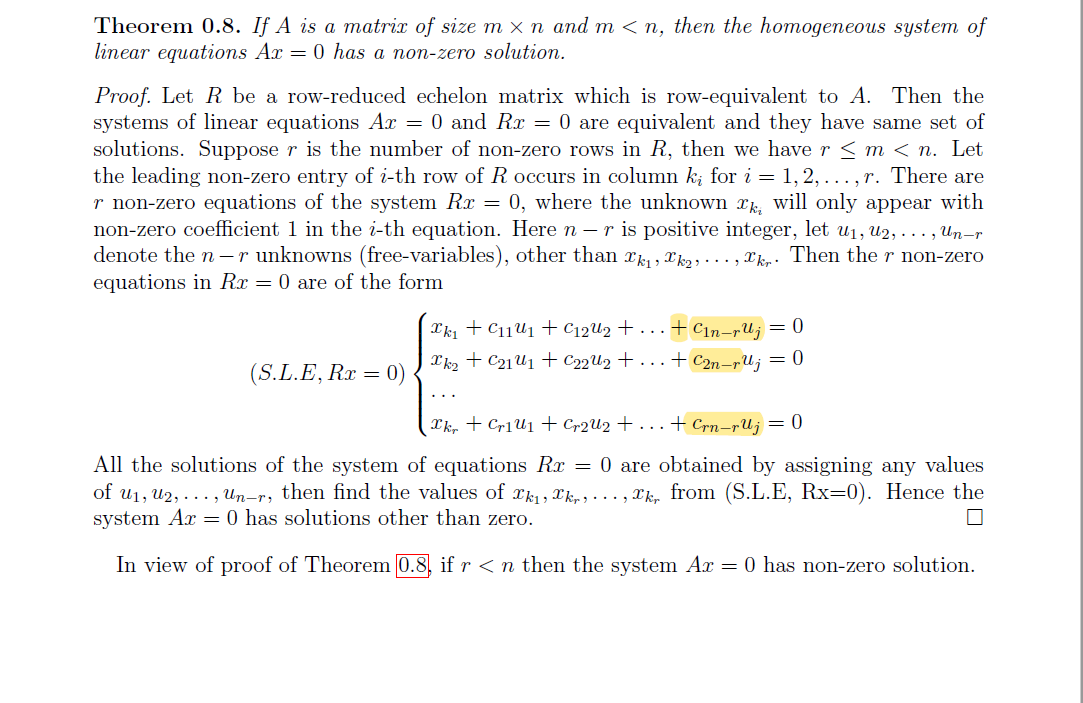 Theorem 0.8. If A is a matrix of size m × n and m < n, then the homogeneous system of
linear equations Ax = 0 has a non-zero solution.
Proof. Let R be a row-reduced echelon matrix which is row-equivalent to A. Then the
systems of linear equations Ax = 0 and Rx = 0 are equivalent and they have same set of
solutions. Suppose r is the number of non-zero rows in R, then we have r ≤ m < n. Let
the leading non-zero entry of i-th row of R occurs in column k_i for i = 1, 2, . . . , r. There are
r non-zero equations of the system Rx = 0, where the unknown x_{k_i} will only appear with
non-zero coefficient 1 in the i-th equation. Here n − r is positive integer, let u_1, u_2, . . . , u_{n−r}
denote the n − r unknowns (free-variables), other than x_{k_1}, x_{k_2}, . . . , x_{k_r}. Then the r non-zero
equations in Rx = 0 are of the form
x_{k_1} + c_{11}u_1 + c_{12}u_2 + . . . + c_{1n−r}u_j = 0
x_{k_2} + c_{21}u_1 + c_{22}u_2 + . . . + c_{2n−r}u_j = 0
(S.L.E, Rx = 0) {
. . .
x_{k_r} + c_{r1}u_1 + c_{r2}u_2 + . . . + c_{rn−r}u_j = 0
All the solutions of the system of equations Rx = 0 are obtained by assigning any values
of u_1, u_2, . . . , u_{n−r}, then find the values of x_{k_1}, x_{k_r}, . . . , x_{k_r} from (S.L.E, Rx=0). Hence the
system Ax = 0 has solutions other than zero. □
In view of proof of Theorem 0.8, if r < n then the system Ax = 0 has non-zero solution.